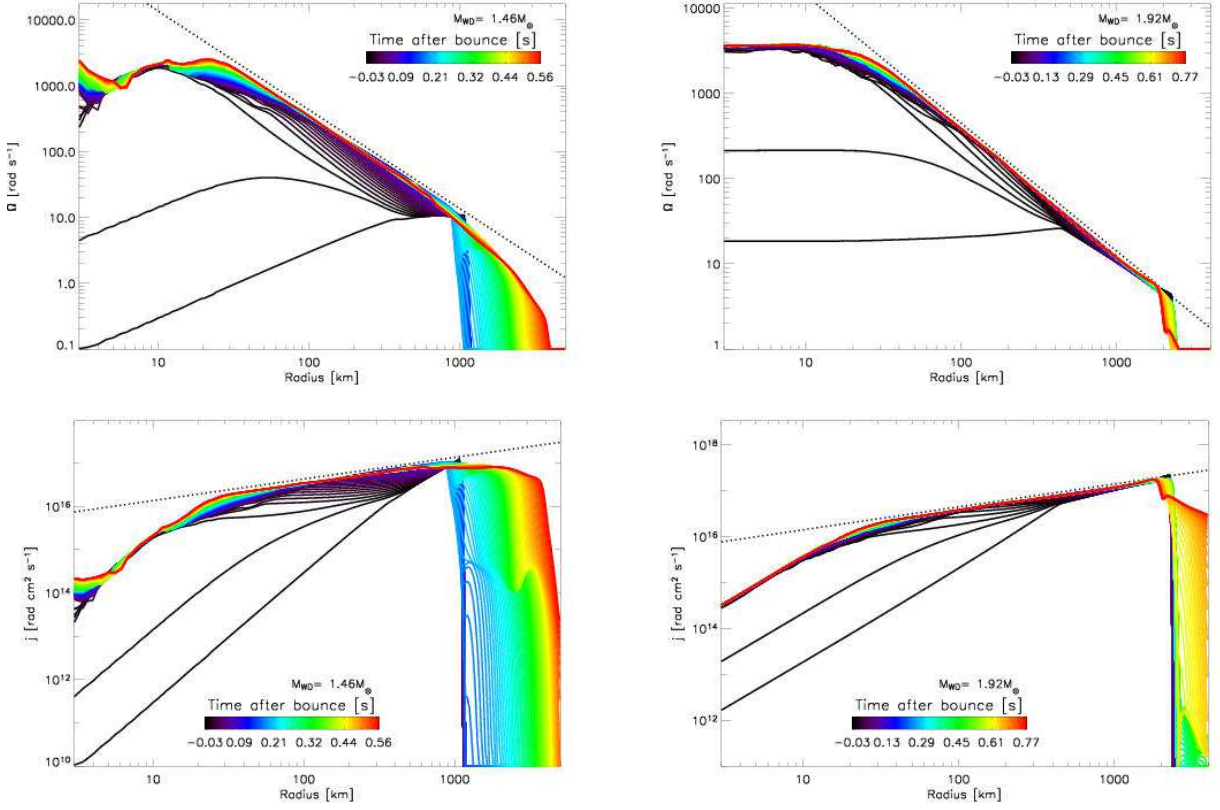 10000.0
1000.0
100.0
10.0
1.0
0.1
Ω [rad s⁻¹]
M_WD= 1.46M_⊙
Time after bounce [s]
−0.03 0.09 0.21 0.32 0.44 0.56
10 100 1000
Radius [km]
10000
1000
100
10
1
Ω [rad s⁻¹]
M_WD= 1.92M_⊙
Time after bounce [s]
−0.03 0.13 0.29 0.45 0.61 0.77
10 100 1000
Radius [km]
10¹⁶
10¹⁴
10¹²
10¹⁰
j [rad cm² s⁻¹]
M_WD= 1.46M_⊙
Time after bounce [s]
−0.03 0.09 0.21 0.32 0.44 0.56
10 100 1000
Radius [km]
10¹⁸
10¹⁶
10¹⁴
10¹²
j [rad cm² s⁻¹]
M_WD= 1.92M_⊙
Time after bounce [s]
−0.03 0.13 0.29 0.45 0.61 0.77
10 100 1000
Radius [km]